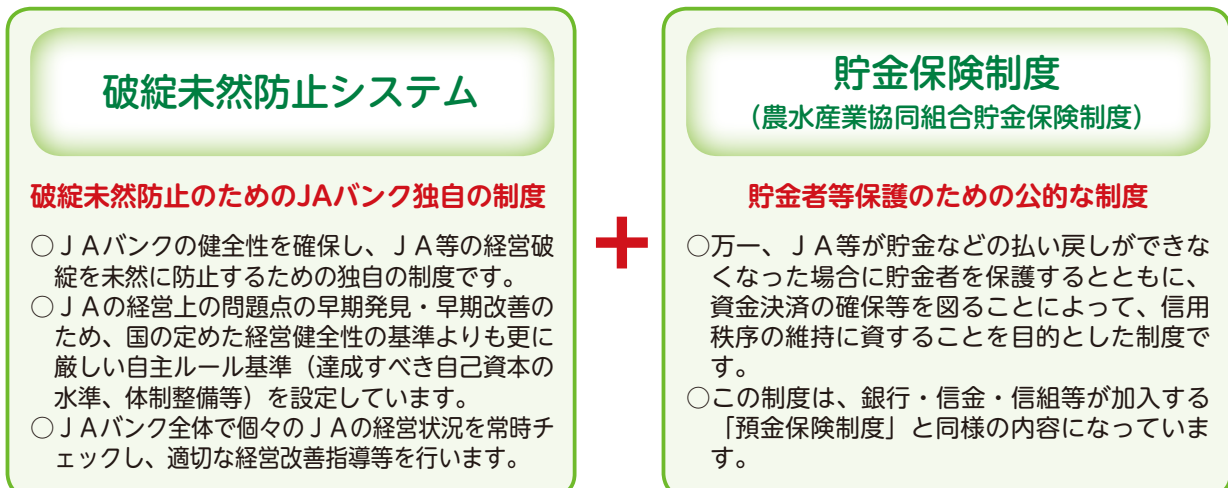 破綻未然防止システム
破綻未然防止のためのJAバンク独自の制度
○ＪＡバンクの健全性を確保し、ＪＡ等の経営破
綻を未然に防止するための独自の制度です。
○ＪＡの経営上の問題点の早期発見・早期改善の
ため、国の定めた経営健全性の基準よりも更に
厳しい自主ルール基準（達成すべき自己資本の
水準、体制整備等）を設定しています。
○ＪＡバンク全体で個々のＪＡの経営状況を常時チ
ェックし、適切な経営改善指導等を行います。
+
貯金保険制度
（農水産業協同組合貯金保険制度）
貯金者等保護のための公的な制度
○万一、ＪＡ等が貯金などの払い戻しができな
くなった場合に貯金者を保護するとともに、
資金決済の確保等を図ることによって、信用
秩序の維持に資することを目的とした制度で
す。
○この制度は、銀行・信金・信組等が加入する
「預金保険制度」と同様の内容になっていま
す。